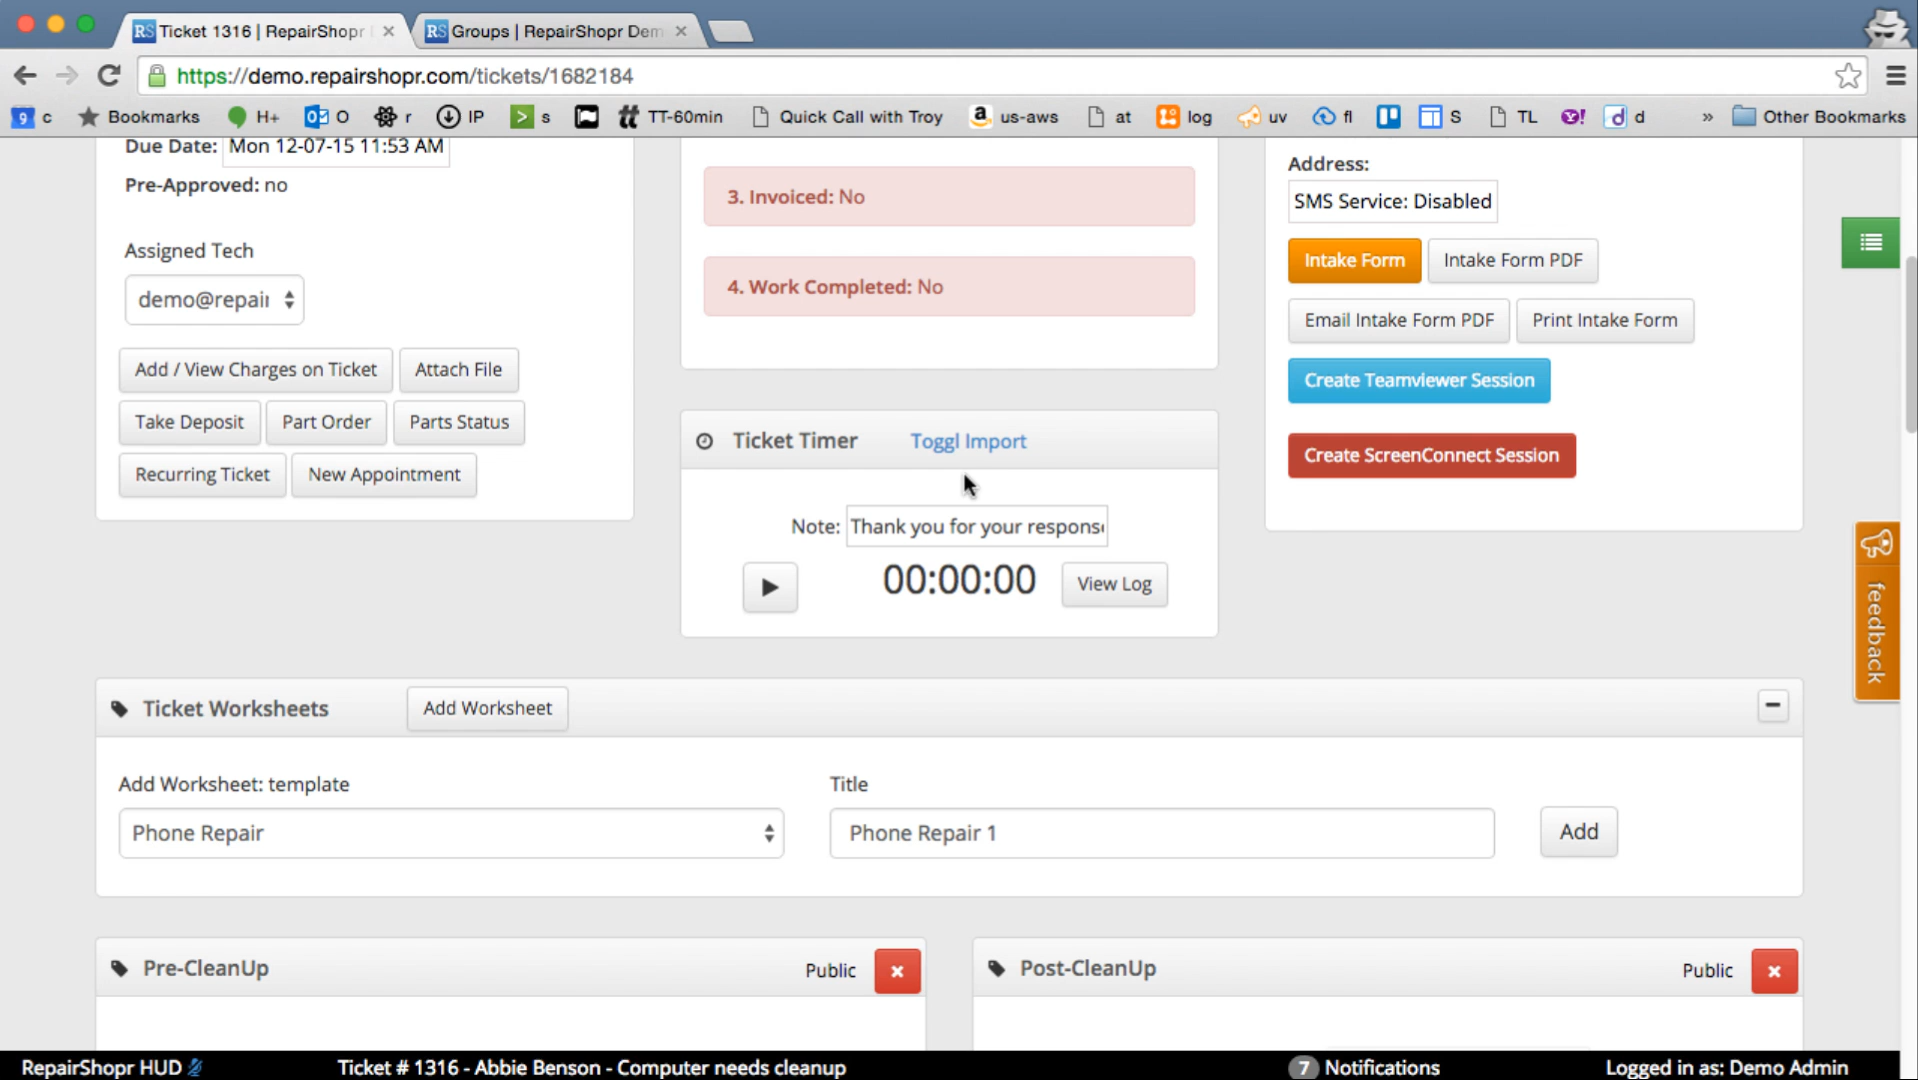 Ticket 1316 | RepairShopr
Groups | RepairShopr Dem
https://demo.repairshopr.com/tickets/1682184
9 c Bookmarks H+ O r IP s TT-60min Quick Call with Troy us-aws at log uv fl S TL d » Other Bookmarks
Due Date: Mon 12-07-15 11:53 AM
Pre-Approved: no
Assigned Tech
demo@repair
Add / View Charges on Ticket Attach File
Take Deposit Part Order Parts Status
Recurring Ticket New Appointment
3. Invoiced: No
4. Work Completed: No
Ticket Timer Toggl Import
Note: Thank you for your response
00:00:00 View Log
Address:
SMS Service: Disabled
Intake Form Intake Form PDF
Email Intake Form PDF Print Intake Form
Create Teamviewer Session
Create ScreenConnect Session
feedback
Ticket Worksheets Add Worksheet
Add Worksheet: template Title
Phone Repair Phone Repair 1 Add
Pre-CleanUp Public
Post-CleanUp Public
RepairShopr HUD Ticket # 1316 - Abbie Benson - Computer needs cleanup 7 Notifications Logged in as: Demo Admin